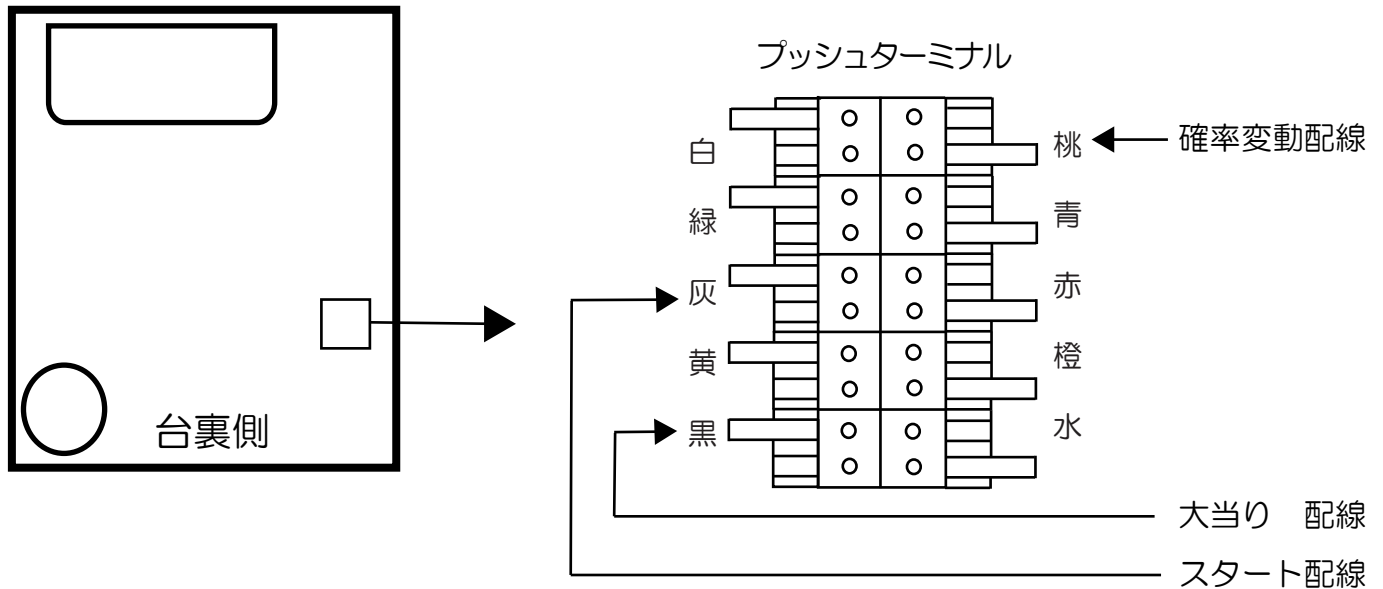 プッシュターミナル
白
緑
灰
黄
黒
桃
青
赤
橙
水
確率変動配線
大当り　配線
スタート配線
台裏側